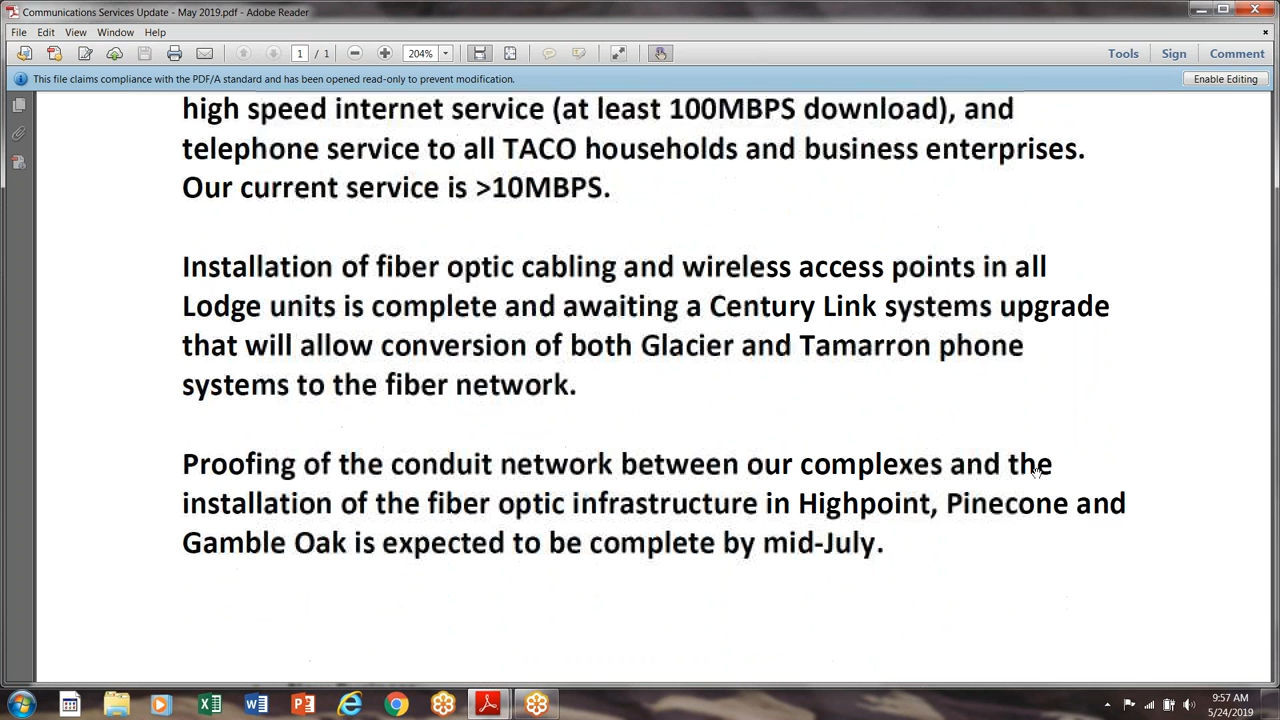 Communications Services Update - May 2019.pdf - Adobe Reader
File Edit View Window Help
1 / 1 204% Tools Sign Comment
This file claims compliance with the PDF/A standard and has been opened read-only to prevent modification. Enable Editing
high speed internet service (at least 100MBPS download), and
telephone service to all TACO households and business enterprises.
Our current service is >10MBPS.
Installation of fiber optic cabling and wireless access points in all
Lodge units is complete and awaiting a Century Link systems upgrade
that will allow conversion of both Glacier and Tamarron phone
systems to the fiber network.
Proofing of the conduit network between our complexes and the
installation of the fiber optic infrastructure in Highpoint, Pinecone and
Gamble Oak is expected to be complete by mid-July.
9:57 AM
5/24/2019